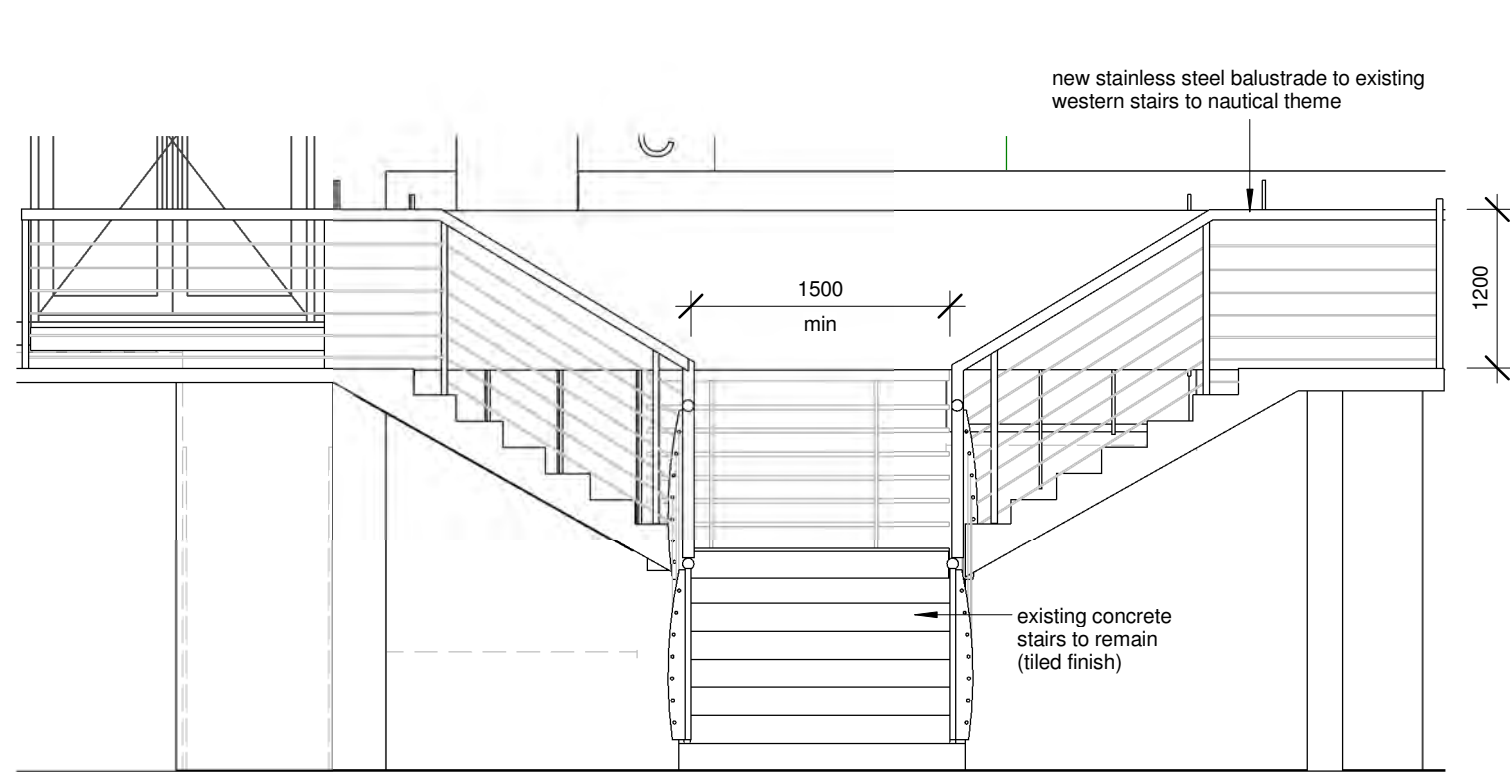 new stainless steel balustrade to existing
western stairs to nautical theme
1500
min
1200
existing concrete
stairs to remain
(tiled finish)